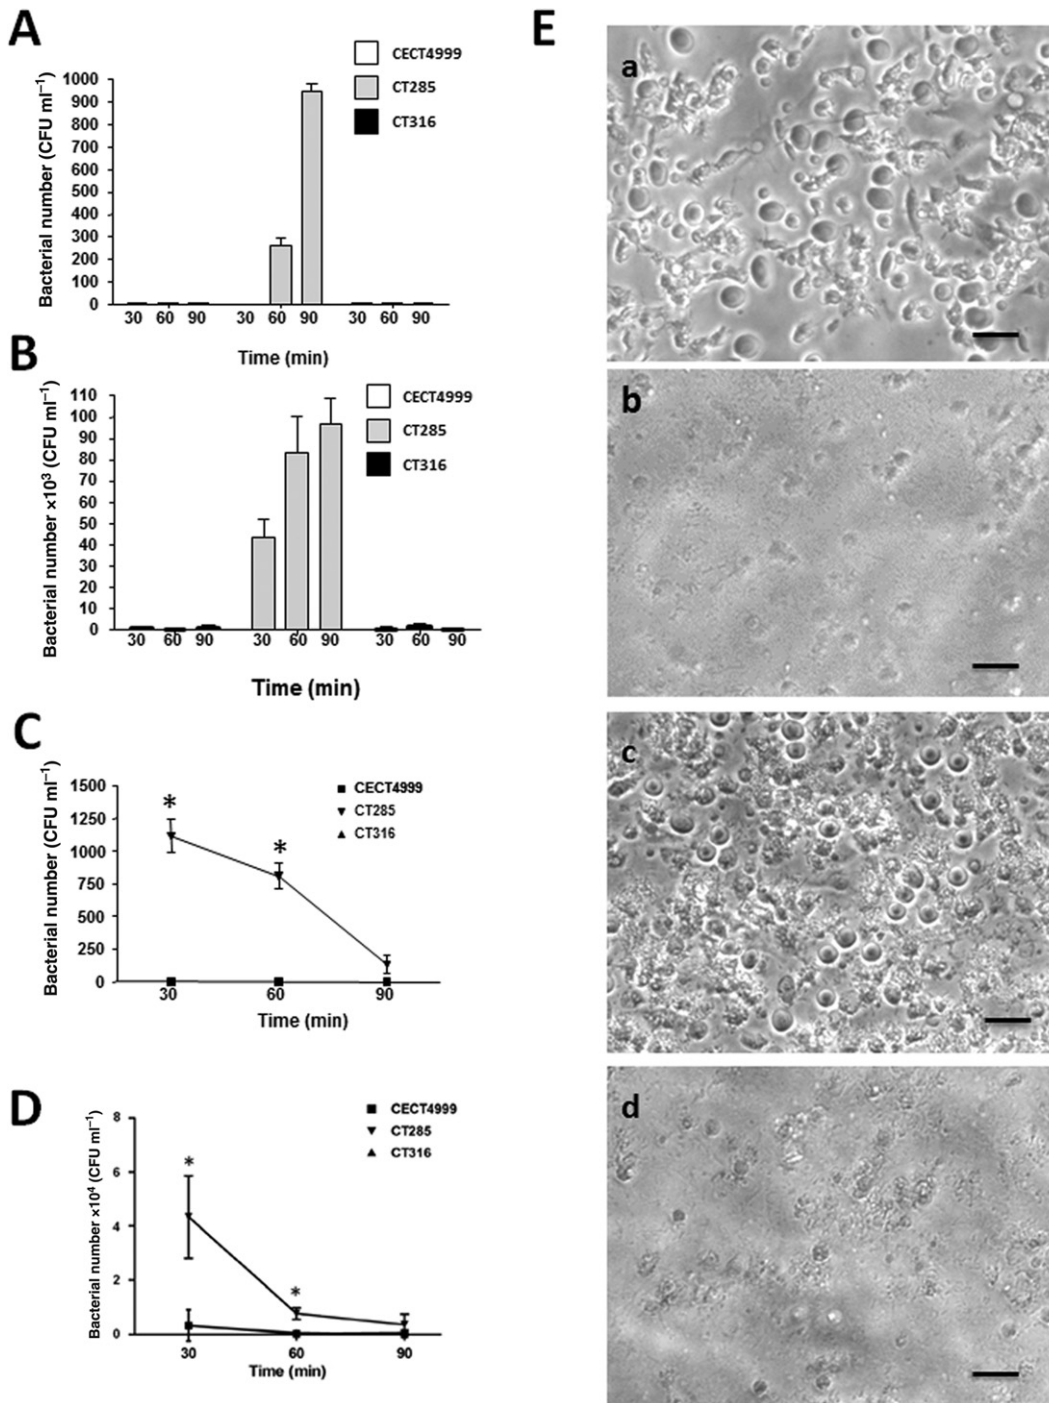 A
CECT4999
CT285
CT316
Bacterial number (CFU ml⁻¹)
1000
900
800
700
600
500
400
300
200
100
0
30 60 90 30 60 90 30 60 90
Time (min)
B
CECT4999
CT285
CT316
Bacterial number ×10³ (CFU ml⁻¹)
110
100
90
80
70
60
50
40
30
20
10
0
30 60 90 30 60 90 30 60 90
Time (min)
C
CECT4999
CT285
CT316
Bacterial number (CFU ml⁻¹)
1500
1250
1000
750
500
250
0
*
*
30 60 90
Time (min)
D
CECT4999
CT285
CT316
Bacterial number ×10⁴ (CFU ml⁻¹)
8
6
4
2
0
*
*
30 60 90
Time (min)
E
a
b
c
d